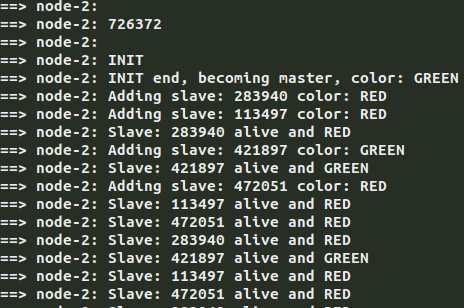 ==> node-2:
==> node-2: 726372
==> node-2:
==> node-2: INIT
==> node-2: INIT end, becoming master, color: GREEN
==> node-2: Adding slave: 283940 color: RED
==> node-2: Adding slave: 113497 color: RED
==> node-2: Slave: 283940 alive and RED
==> node-2: Adding slave: 421897 color: GREEN
==> node-2: Slave: 421897 alive and GREEN
==> node-2: Adding slave: 472051 color: RED
==> node-2: Slave: 113497 alive and RED
==> node-2: Slave: 472051 alive and RED
==> node-2: Slave: 283940 alive and RED
==> node-2: Slave: 421897 alive and GREEN
==> node-2: Slave: 113497 alive and RED
==> node-2: Slave: 472051 alive and RED